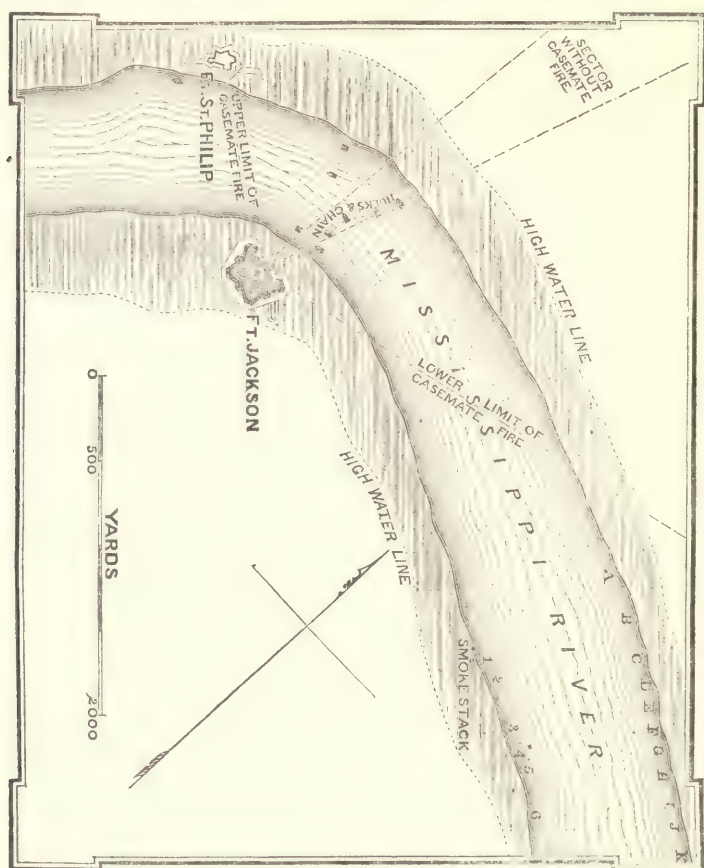 SECTOR
WITHOUT
CASEMATE
FIRE.
FT. ST. PHILIP
UPPER LIMIT OF
CASEMATE FIRE
HULKS & CHAIN
FT. JACKSON
MISSISSIPPI RIVER
HIGH WATER LINE
LOWER LIMIT OF
CASEMATE FIRE
HIGH WATER LINE
SMOKE STACK
A B C D E F G H I J K
1 2 3 4 5 6
0 500 2000
YARDS